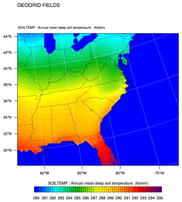 GEOGRID FIELDS
SOILTEMP : Annual mean deep soil temperature (Kelvin)
44°N
42°N
40°N
38°N
36°N
34°N
32°N
30°N
90°W
85°W
80°W
75°W
SOILTEMP : Annual mean deep soil temperature (Kelvin)
280 281 282 283 284 285 286 287 288 289 290 291 292 293 294 295